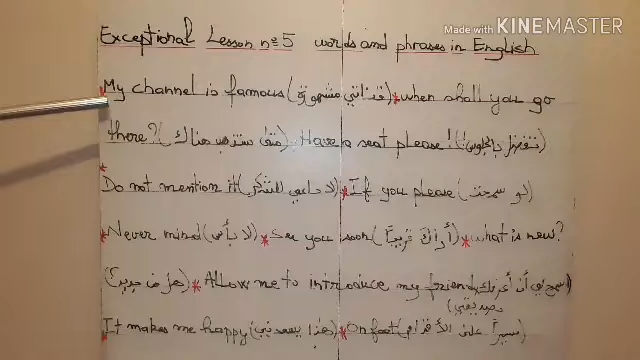 Made with KINEMASTER
Exceptional Lesson n°5 words and phrases in English
*My channel is famous (قناتي مشهورة) *when shall you go
there? (متى ستذهب هناك). Have a seat please! (تفضل بالجلوس!)
*Do not mention it (لا داعي للشكر) *If you please (لو سمحت)
*Never mind (لا بأس) *See you soon (أراك قريباً) *what is new?
(هل من جديد؟) *Allow me to introduce my friend (اسمح لي أن أعرفك
بصديقي)
*It makes me happy (هذا يسعدني) *On foot (سيراً على الأقدام)